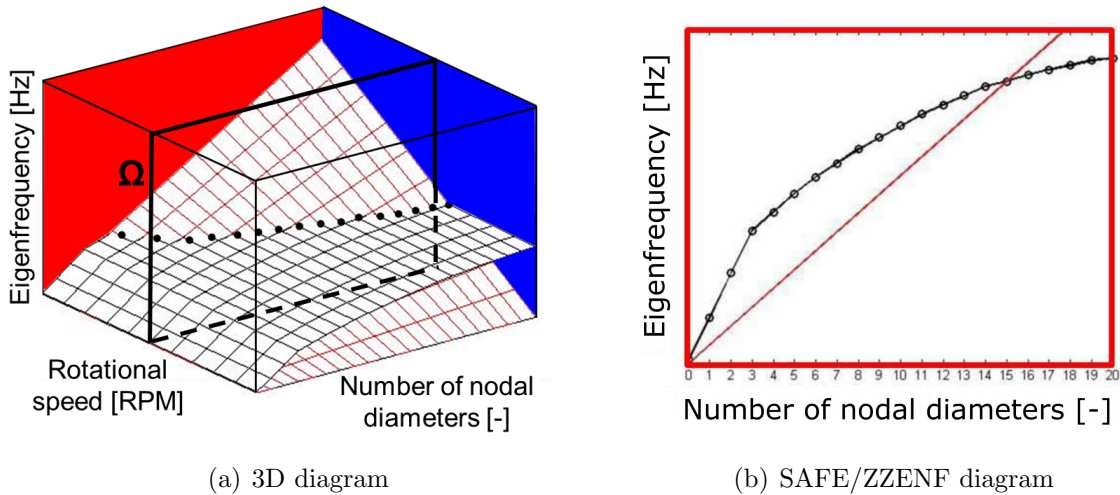 Eigenfrequency [Hz]
Ω
Rotational
speed [RPM]
Number of nodal
diameters [-]
(a) 3D diagram
Eigenfrequency [Hz]
0 1 2 3 4 5 6 7 8 9 10 11 12 13 14 15 16 17 18 19 20
Number of nodal diameters [-]
(b) SAFE/ZZENF diagram